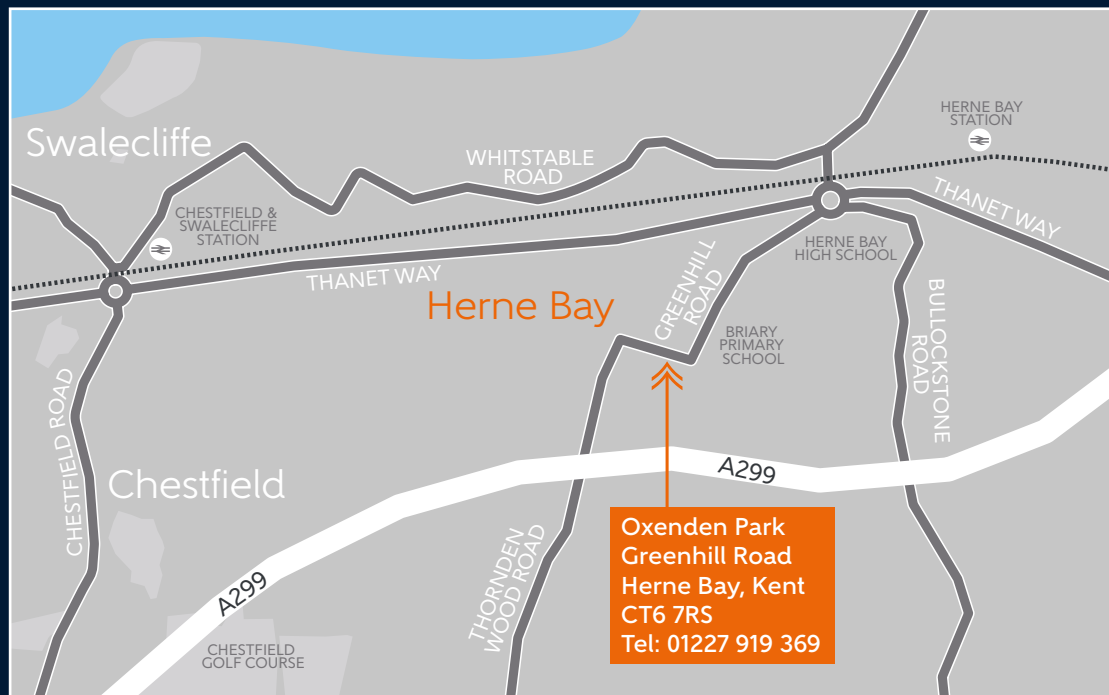 HERNE BAY
STATION
Swalecliffe
WHITSTABLE
ROAD
THANET WAY
CHESTFIELD &
SWALECLIFFE
STATION
HERNE BAY
HIGH SCHOOL
GREENHILL
ROAD
THANET WAY
Herne Bay
BULLOCKSTONE
ROAD
BRIARY
PRIMARY
SCHOOL
CHESTFIELD ROAD
Chestfield
A299
A299
THORNDEN
WOOD ROAD
Oxenden Park
Greenhill Road
Herne Bay, Kent
CT6 7RS
Tel: 01227 919 369
CHESTFIELD
GOLF COURSE